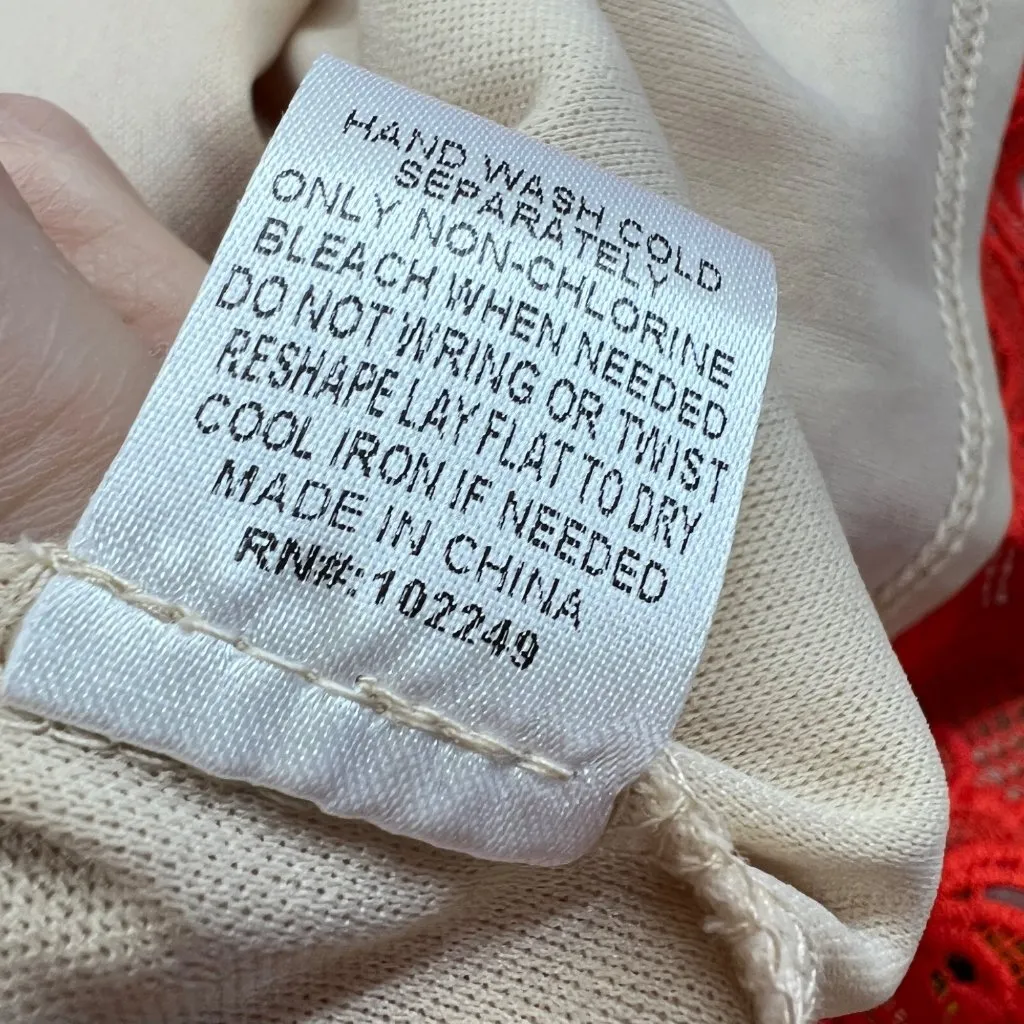 HAND WASH COLD
SEPARATELY
ONLY NON-CHLORINE
BLEACH WHEN NEEDED
DO NOT WRING OR TWIST
RESHAPE LAY FLAT TO DRY
COOL IRON IF NEEDED
MADE IN CHINA
RN#:102249